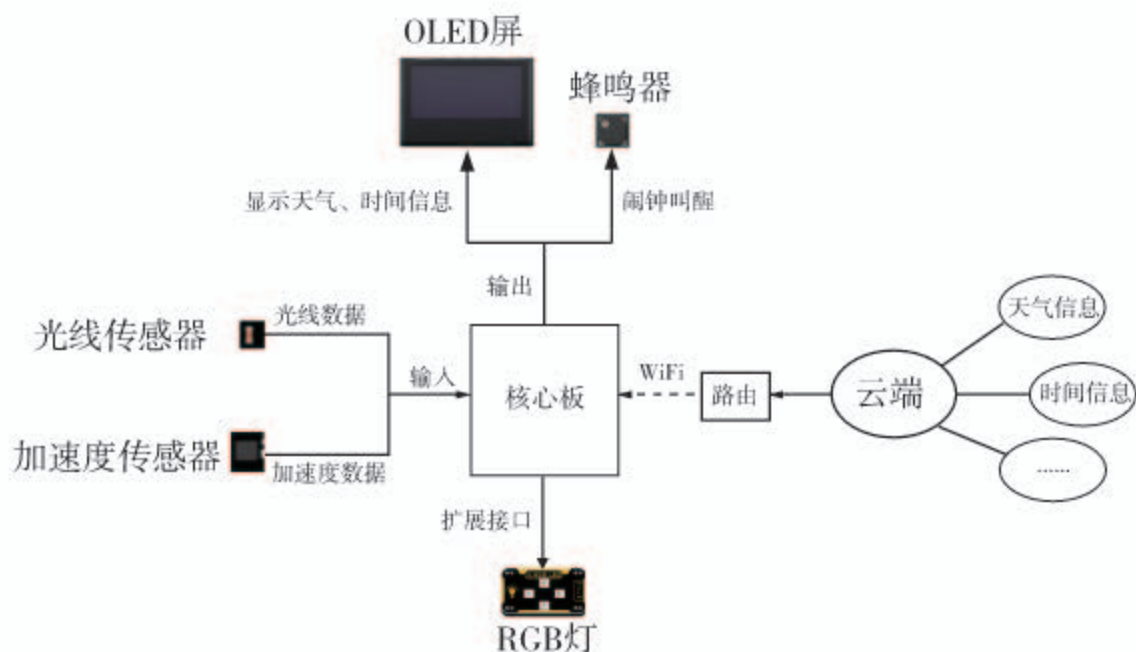 OLED屏
蜂鸣器
显示天气、时间信息
闹钟叫醒
输出
光线传感器
光线数据
输入
加速度传感器
加速度数据
核心板
WiFi
路由
云端
天气信息
时间信息
......
扩展接口
RGB灯